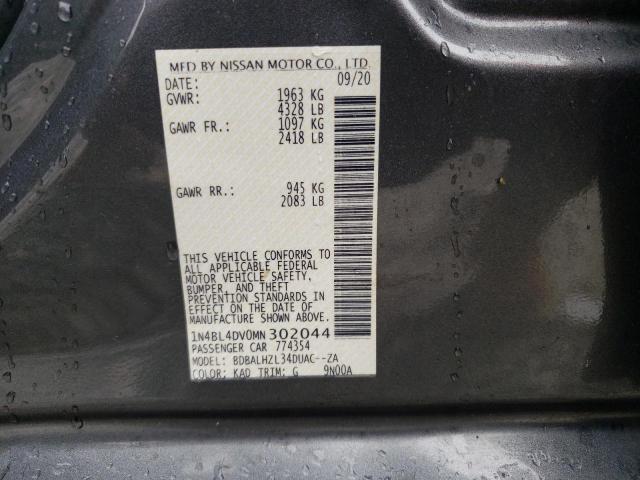 MFD BY NISSAN MOTOR CO., LTD.
DATE: 09/20
GVWR: 1963 KG
4328 LB
GAWR FR.: 1097 KG
2418 LB
GAWR RR.: 945 KG
2083 LB
THIS VEHICLE CONFORMS TO
ALL APPLICABLE FEDERAL
MOTOR VEHICLE SAFETY,
BUMPER, AND THEFT
PREVENTION STANDARDS IN
EFFECT ON THE DATE OF
MANUFACTURE SHOWN ABOVE.
1N4BL4DV0MN302044
PASSENGER CAR 774354
MODEL: BDBALHZL34DUAC--ZA
COLOR: KAD TRIM: G 9N00A